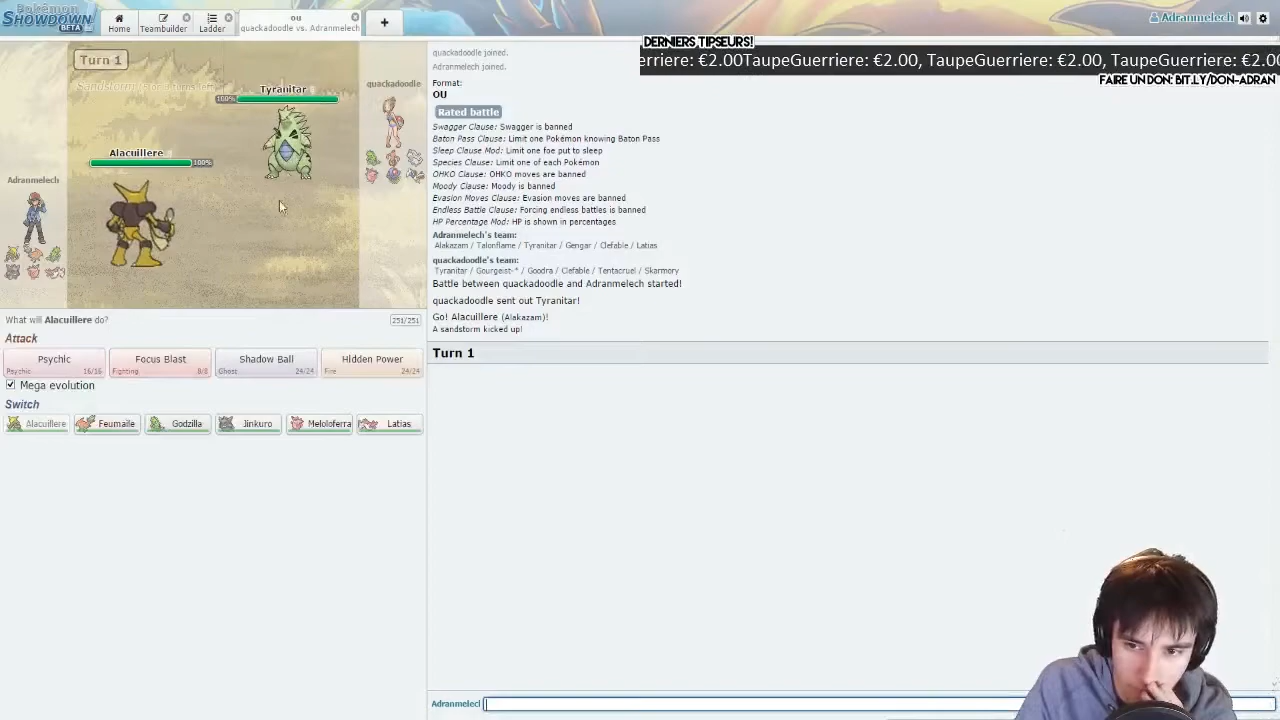 Pokémon
SHOWDOWN
BETA
Home
Teambuilder
Ladder
ou
quackadoodle vs. Adranmelech
Adranmelech
DERNIERS TIPSEURS!
erriere: €2.00TaupeGuerriere: €2.00, TaupeGuerriere: €2.00, TaupeGuerriere: €2.0
FAIRE UN DON: BIT.LY/DON-ADRAN
Turn 1
Tyranitar
100%
quackadoodle
Alacuillere
100%
Adranmelech
What will Alacuillere do?
251/251
Attack
Psychic
Psychic 16/16
Focus Blast
Fighting 8/8
Shadow Ball
Ghost 24/24
Hidden Power
Fire 24/24
Mega evolution
Switch
Alacuillere
Feumaile
Godzilla
Jinkuro
Meloloferra
Latias
quackadoodle joined.
Adranmelech joined.
Format:
OU
Rated battle
Swagger Clause: Swagger is banned
Baton Pass Clause: Limit one Pokémon knowing Baton Pass
Sleep Clause Mod: Limit one foe put to sleep
Species Clause: Limit one of each Pokémon
OHKO Clause: OHKO moves are banned
Moody Clause: Moody is banned
Evasion Moves Clause: Evasion moves are banned
Endless Battle Clause: Forcing endless battles is banned
HP Percentage Mod: HP is shown in percentages
Adranmelech's team:
Alakazam / Talonflame / Tyranitar / Gengar / Clefable / Latias
quackadoodle's team:
Tyranitar / Gourgeist-* / Goodra / Clefable / Tentacruel / Skarmory
Battle between quackadoodle and Adranmelech started!
quackadoodle sent out Tyranitar!
Go! Alacuillere (Alakazam)!
A sandstorm kicked up!
Turn 1
Adranmelecl